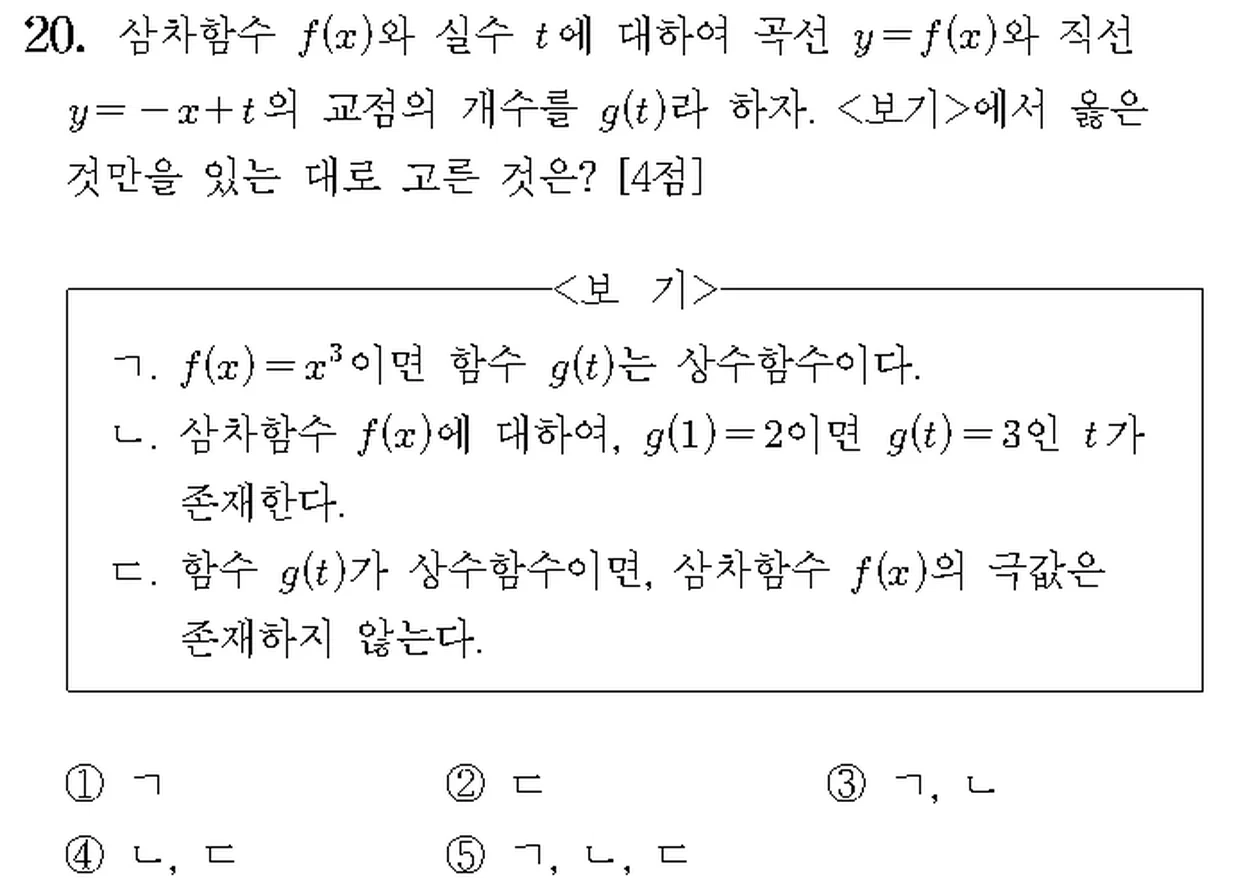 20. 삼차함수 f(x)와 실수 t에 대하여 곡선 y=f(x)와 직선
y=-x+t의 교점의 개수를 g(t)라 하자. <보기>에서 옳은
것만을 있는 대로 고른 것은? [4점]
<보 기>
ㄱ. f(x)=x³이면 함수 g(t)는 상수함수이다.
ㄴ. 삼차함수 f(x)에 대하여, g(1)=2이면 g(t)=3인 t가
존재한다.
ㄷ. 함수 g(t)가 상수함수이면, 삼차함수 f(x)의 극값은
존재하지 않는다.
① ㄱ ② ㄷ ③ ㄱ, ㄴ
④ ㄴ, ㄷ ⑤ ㄱ, ㄴ, ㄷ